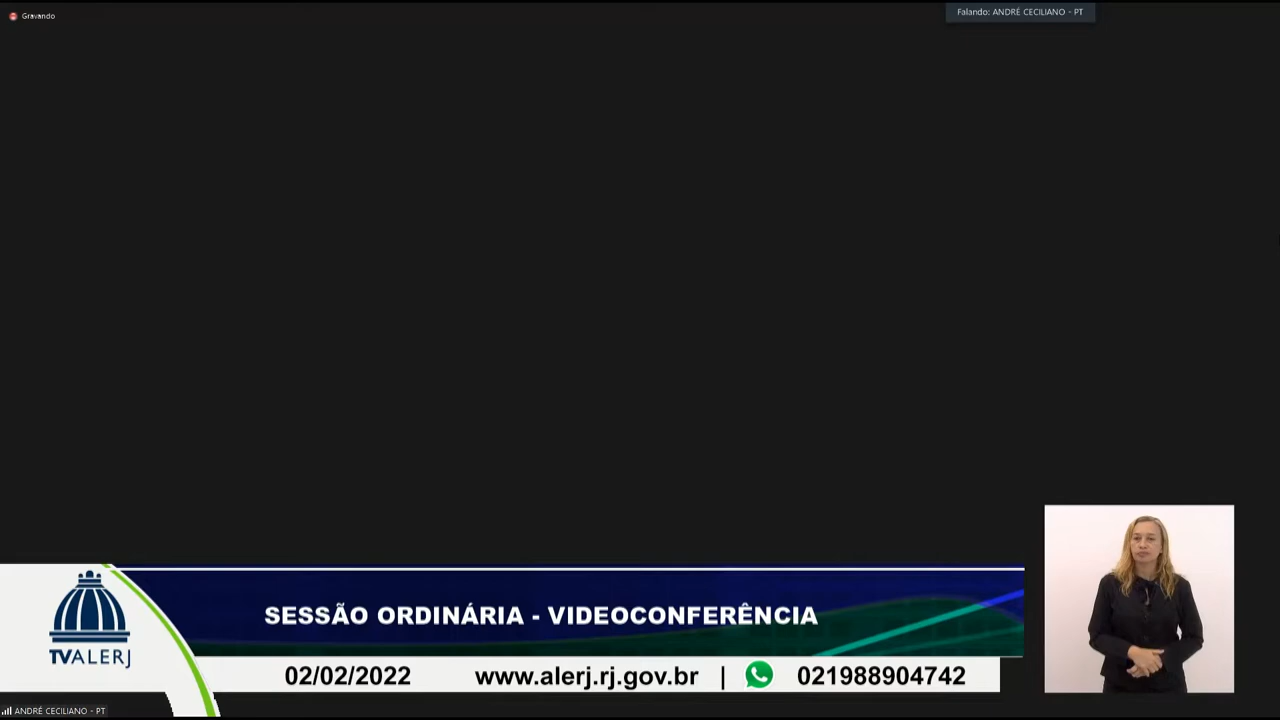 Gravando
Falando: ANDRÉ CECILIANO - PT
SESSÃO ORDINÁRIA - VIDEOCONFERÊNCIA
TVALERJ
02/02/2022 www.alerj.rj.gov.br | 021988904742
ANDRÉ CECILIANO - PT